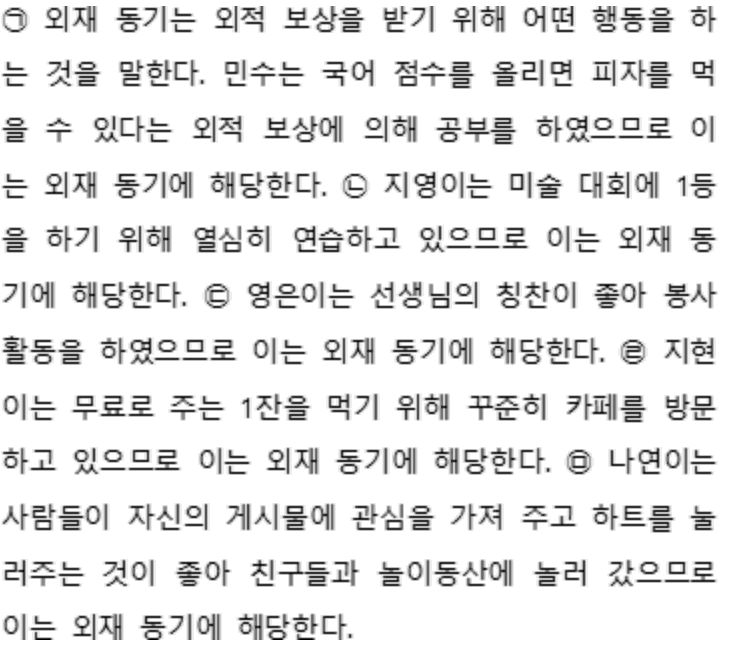 ㉠ 외재 동기는 외적 보상을 받기 위해 어떤 행동을 하
는 것을 말한다. 민수는 국어 점수를 올리면 피자를 먹
을 수 있다는 외적 보상에 의해 공부를 하였으므로 이
는 외재 동기에 해당한다. ㉡ 지영이는 미술 대회에 1등
을 하기 위해 열심히 연습하고 있으므로 이는 외재 동
기에 해당한다. ㉢ 영은이는 선생님의 칭찬이 좋아 봉사
활동을 하였으므로 이는 외재 동기에 해당한다. ㉣ 지현
이는 무료로 주는 1잔을 먹기 위해 꾸준히 카페를 방문
하고 있으므로 이는 외재 동기에 해당한다. ㉤ 나연이는
사람들이 자신의 게시물에 관심을 가져 주고 하트를 눌
러주는 것이 좋아 친구들과 놀이동산에 놀러 갔으므로
이는 외재 동기에 해당한다.